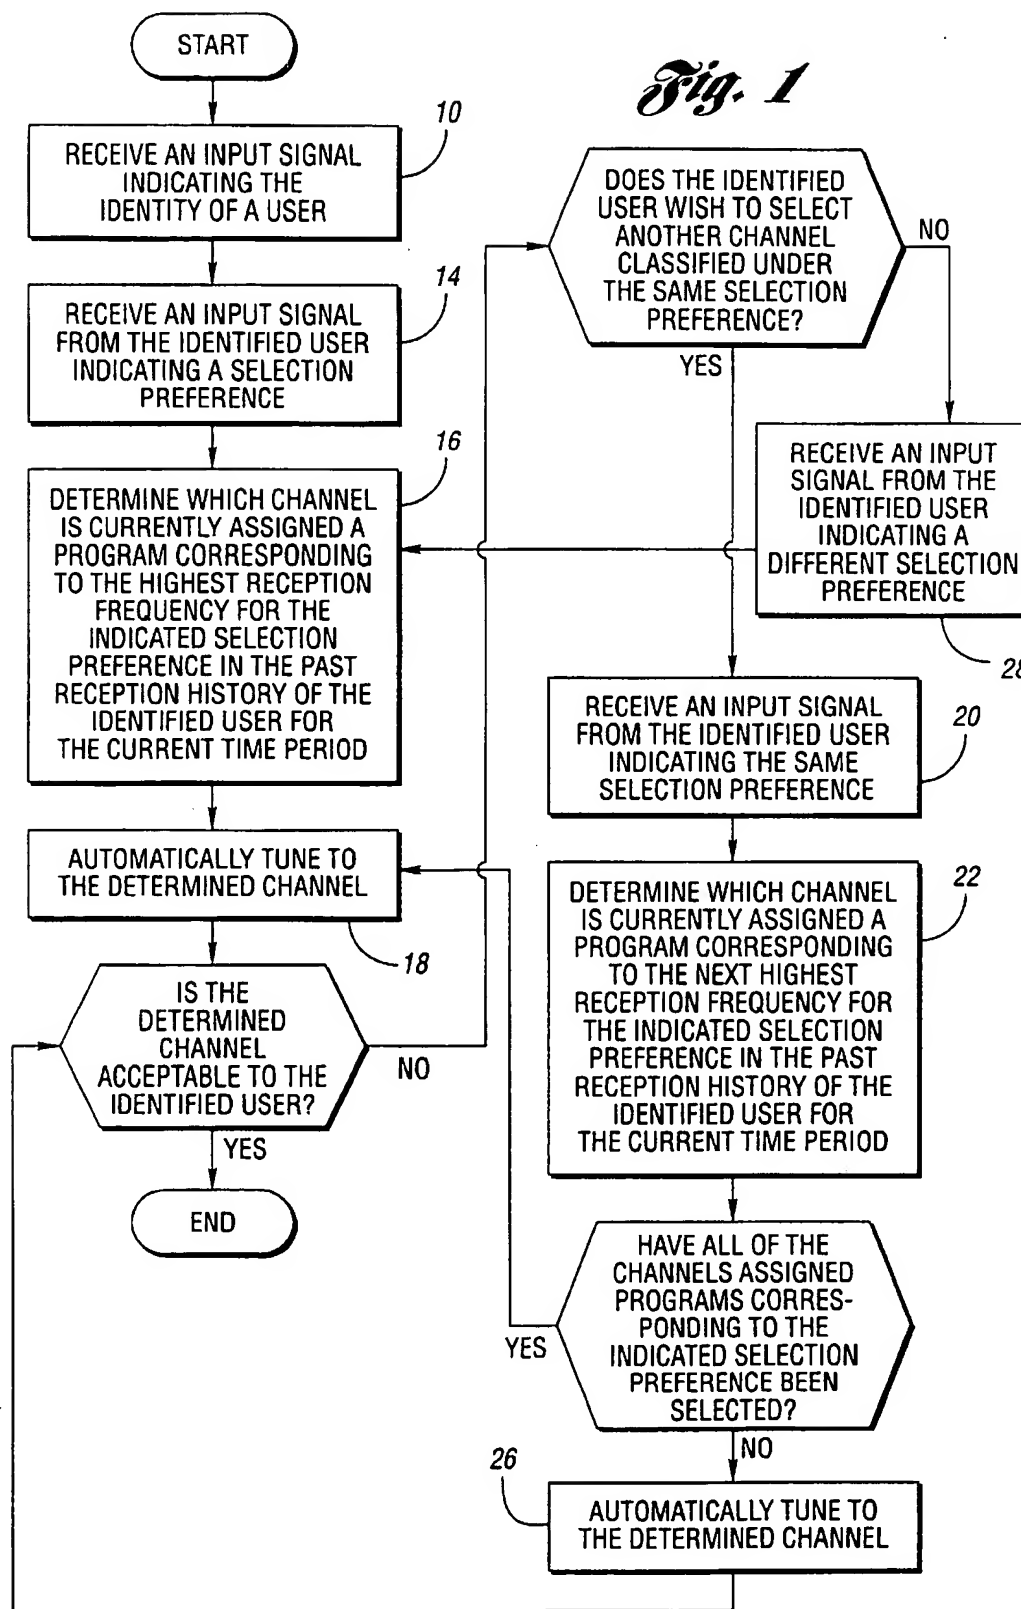 START
Fig. 1
10
RECEIVE AN INPUT SIGNAL
INDICATING THE
IDENTITY OF A USER
14
RECEIVE AN INPUT SIGNAL
FROM THE IDENTIFIED USER
INDICATING A SELECTION
PREFERENCE
16
DETERMINE WHICH CHANNEL
IS CURRENTLY ASSIGNED A
PROGRAM CORRESPONDING
TO THE HIGHEST RECEPTION
FREQUENCY FOR THE
INDICATED SELECTION
PREFERENCE IN THE PAST
RECEPTION HISTORY OF THE
IDENTIFIED USER FOR
THE CURRENT TIME PERIOD
AUTOMATICALLY TUNE TO
THE DETERMINED CHANNEL
18
IS THE
DETERMINED
CHANNEL
ACCEPTABLE TO THE
IDENTIFIED USER?
NO
YES
END
DOES THE IDENTIFIED
USER WISH TO SELECT
ANOTHER CHANNEL
CLASSIFIED UNDER
THE SAME SELECTION
PREFERENCE?
NO
YES
RECEIVE AN INPUT
SIGNAL FROM THE
IDENTIFIED USER
INDICATING A
DIFFERENT SELECTION
PREFERENCE
28
RECEIVE AN INPUT SIGNAL
FROM THE IDENTIFIED USER
INDICATING THE SAME
SELECTION PREFERENCE
20
DETERMINE WHICH CHANNEL
IS CURRENTLY ASSIGNED A
PROGRAM CORRESPONDING
TO THE NEXT HIGHEST
RECEPTION FREQUENCY FOR
THE INDICATED SELECTION
PREFERENCE IN THE PAST
RECEPTION HISTORY OF THE
IDENTIFIED USER FOR
THE CURRENT TIME PERIOD
22
HAVE ALL OF THE
CHANNELS ASSIGNED
PROGRAMS CORRES-
PONDING TO THE
INDICATED SELECTION
PREFERENCE BEEN
SELECTED?
YES
NO
26
AUTOMATICALLY TUNE TO
THE DETERMINED CHANNEL